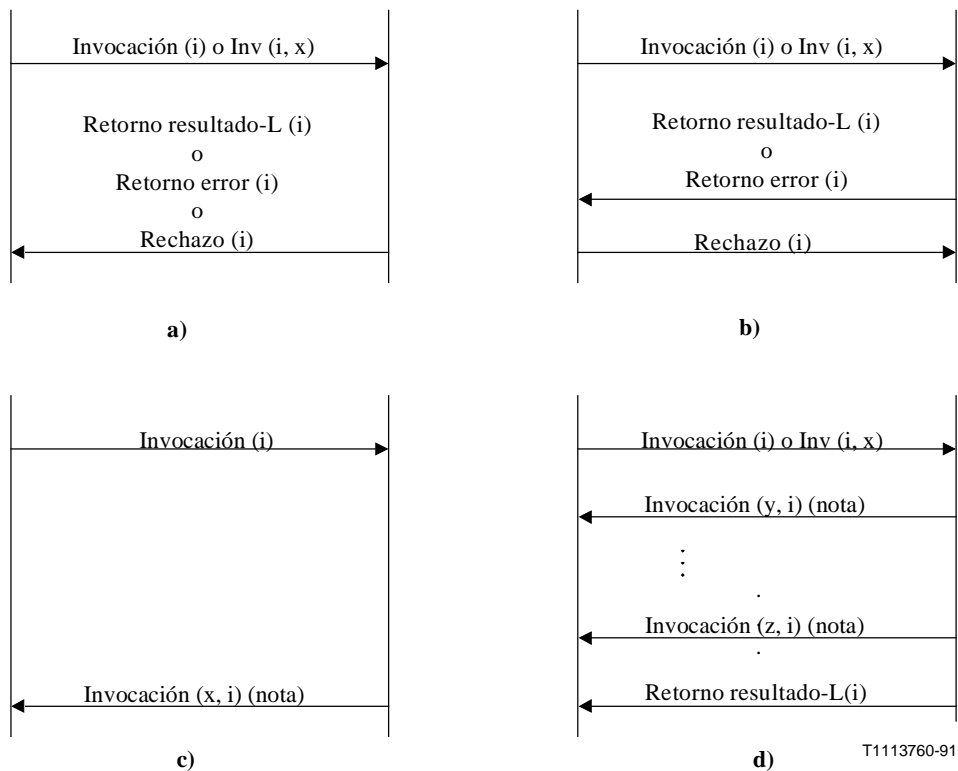 Invocación (i) o Inv (i, x)
Retorno resultado-L (i)
o
Retorno error (i)
o
Rechazo (i)
a)
Invocación (i) o Inv (i, x)
Retorno resultado-L (i)
o
Retorno error (i)
Rechazo (i)
b)
Invocación (i)
Invocación (x, i) (nota)
c)
Invocación (i) o Inv (i, x)
Invocación (y, i) (nota)
Invocación (z, i) (nota)
Retorno resultado-L(i)
d)
T1113760-91